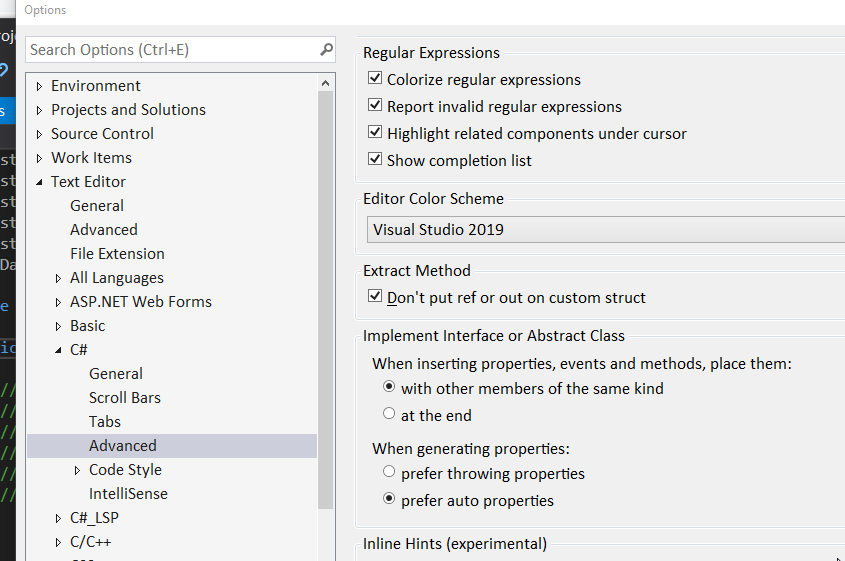 Options
Search Options (Ctrl+E)
Environment
Projects and Solutions
Source Control
Work Items
Text Editor
General
Advanced
File Extension
All Languages
ASP.NET Web Forms
Basic
C#
General
Scroll Bars
Tabs
Advanced
Code Style
IntelliSense
C#_LSP
C/C++
Regular Expressions
Colorize regular expressions
Report invalid regular expressions
Highlight related components under cursor
Show completion list
Editor Color Scheme
Visual Studio 2019
Extract Method
Don't put ref or out on custom struct
Implement Interface or Abstract Class
When inserting properties, events and methods, place them:
with other members of the same kind
at the end
When generating properties:
prefer throwing properties
prefer auto properties
Inline Hints (experimental)